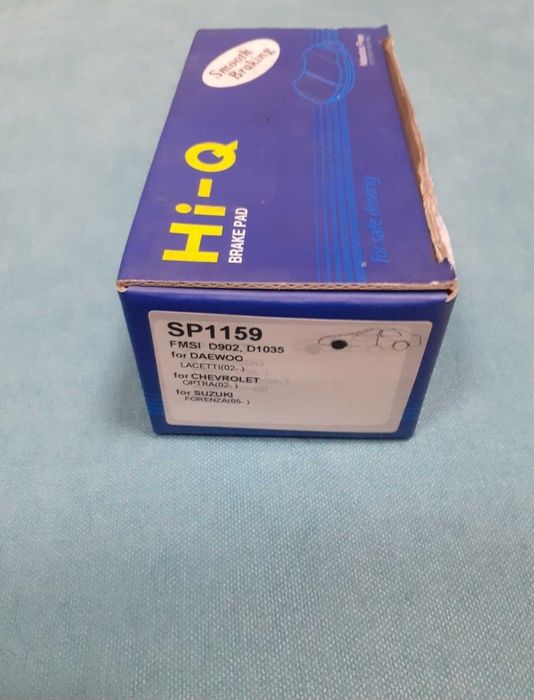 Smooth
Braking
Hi-Q
BRAKE PAD
for safe driving
SP1159
FMSI D902, D1035
for DAEWOO
LACETTI(02- )
for CHEVROLET
OPTRA(02- )
for SUZUKI
FORENZA(05- )